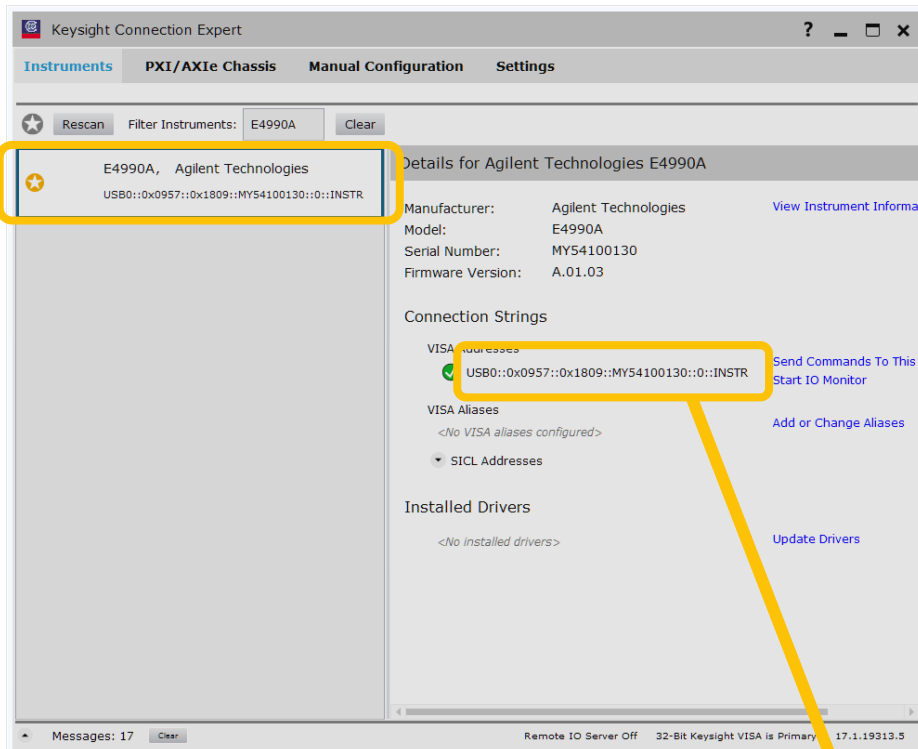 Keysight Connection Expert ?
Instruments PXI/AXIe Chassis Manual Configuration Settings
Rescan Filter Instruments: E4990A Clear
E4990A, Agilent Technologies
USB0::0x0957::0x1809::MY54100130::0::INSTR
Details for Agilent Technologies E4990A
Manufacturer: Agilent Technologies View Instrument Informa
Model: E4990A
Serial Number: MY54100130
Firmware Version: A.01.03
Connection Strings
VISA Addresses
USB0::0x0957::0x1809::MY54100130::0::INSTR
Send Commands To This
Start IO Monitor
VISA Aliases
<No VISA aliases configured>
Add or Change Aliases
SICL Addresses
Installed Drivers
<No installed drivers> Update Drivers
Messages: 17 Clear Remote IO Server Off 32-Bit Keysight VISA is Primary 17.1.19313.5